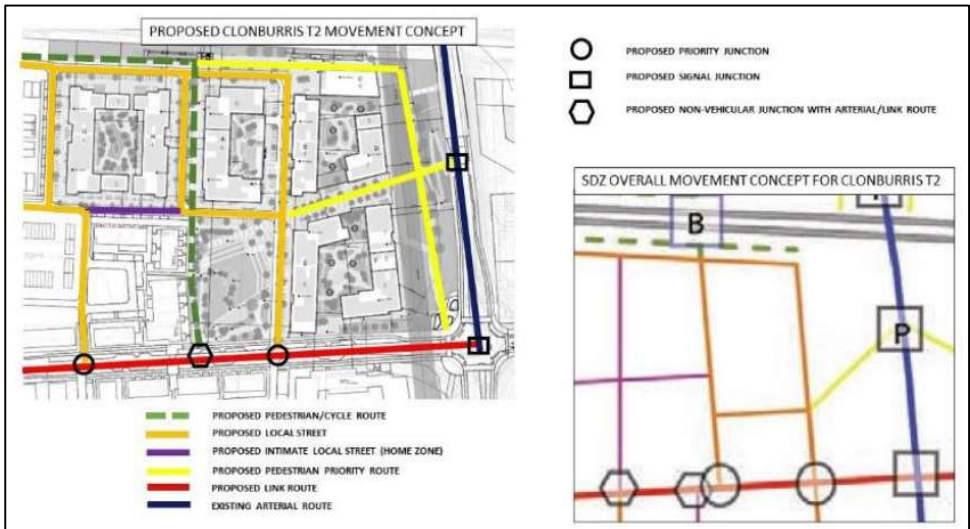 PROPOSED CLONBURRIS T2 MOVEMENT CONCEPT
PROPOSED PRIORITY JUNCTION
PROPOSED SIGNAL JUNCTION
PROPOSED NON-VEHICULAR JUNCTION WITH ARTERIAL/LINK ROUTE
SDZ OVERALL MOVEMENT CONCEPT FOR CLONBURRIS T2
B
P
PROPOSED PEDESTRIAN/CYCLE ROUTE
PROPOSED LOCAL STREET
PROPOSED INTIMATE LOCAL STREET (HOME ZONE)
PROPOSED PEDESTRIAN PRIORITY ROUTE
PROPOSED LINK ROUTE
EXISTING ARTERIAL ROUTE